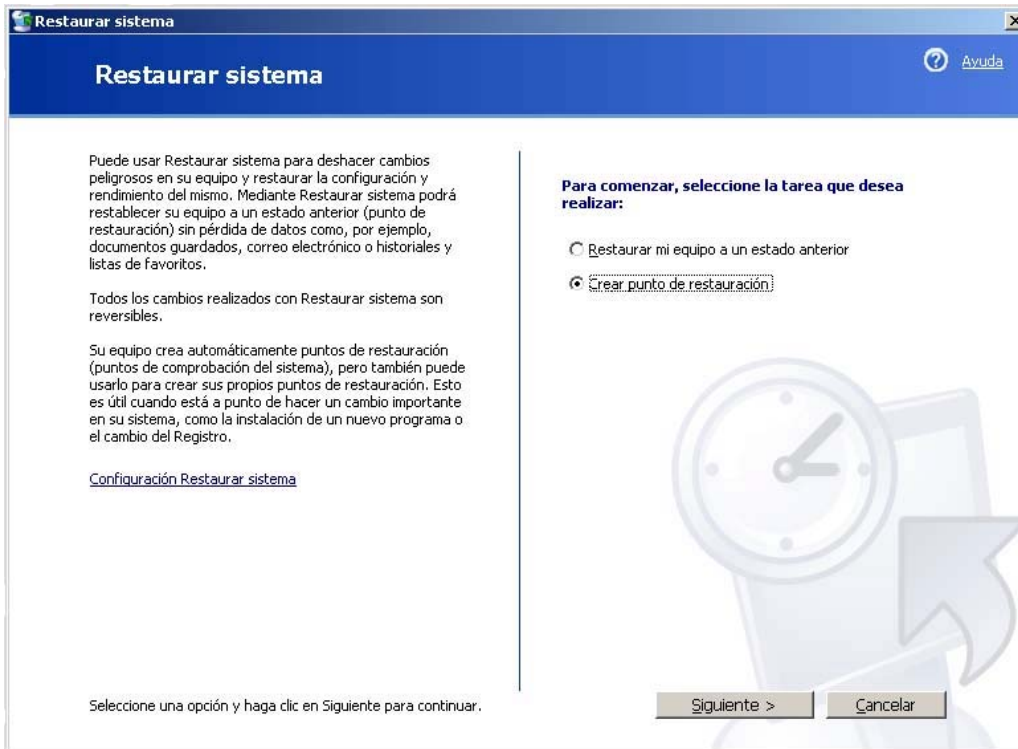 Restaurar sistema
Restaurar sistema
? Ayuda
Puede usar Restaurar sistema para deshacer cambios
peligrosos en su equipo y restaurar la configuración y
rendimiento del mismo. Mediante Restaurar sistema podrá
restablecer su equipo a un estado anterior (punto de
restauración) sin pérdida de datos como, por ejemplo,
documentos guardados, correo electrónico o historiales y
listas de favoritos.
Todos los cambios realizados con Restaurar sistema son
reversibles.
Su equipo crea automáticamente puntos de restauración
(puntos de comprobación del sistema), pero también puede
usarlo para crear sus propios puntos de restauración. Esto
es útil cuando está a punto de hacer un cambio importante
en su sistema, como la instalación de un nuevo programa o
el cambio del Registro.
Configuración Restaurar sistema
Para comenzar, seleccione la tarea que desea
realizar:
Restaurar mi equipo a un estado anterior
Crear punto de restauración
Seleccione una opción y haga clic en Siguiente para continuar.
Siguiente >
Cancelar